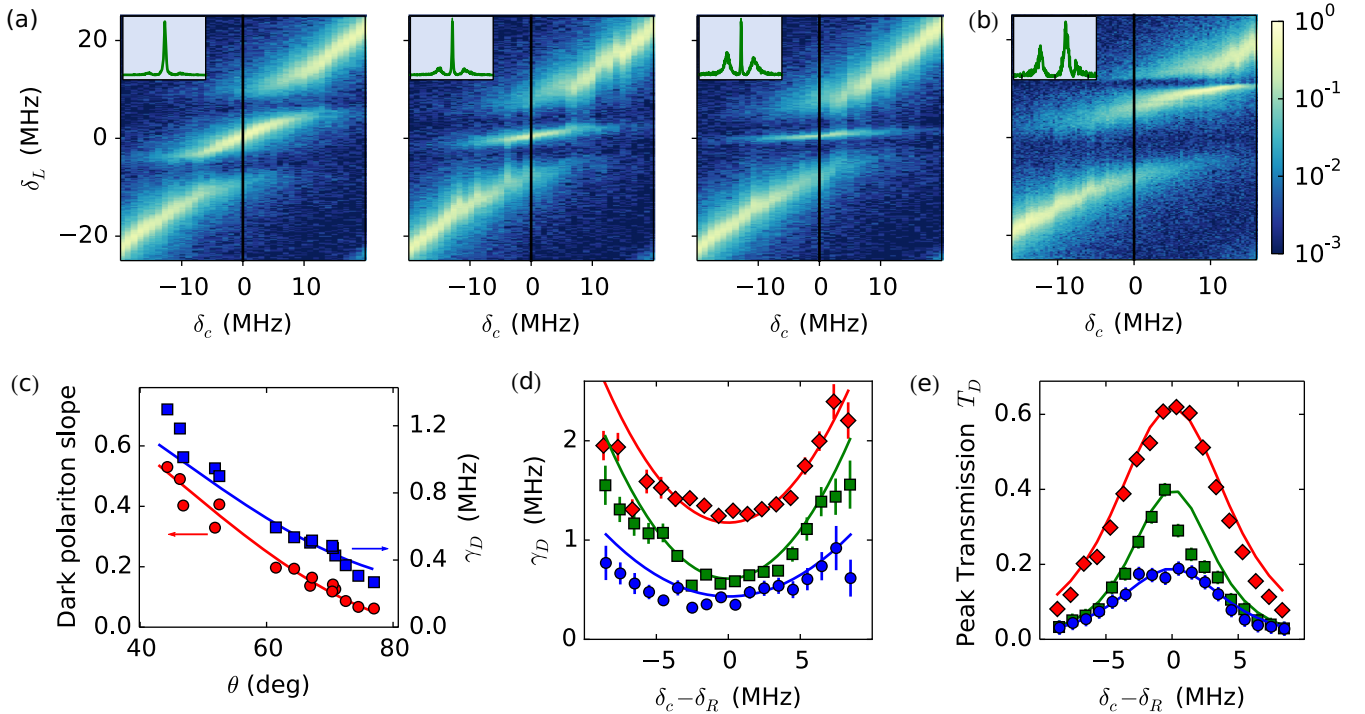 (a)
(b)
20
0
−20
δ_L (MHz)
−10 0 10
δ_c (MHz)
−10 0 10
δ_c (MHz)
−10 0 10
δ_c (MHz)
−10 0 10
δ_c (MHz)
10^0
10^-1
10^-2
10^-3
(c)
Dark polariton slope
0.6
0.4
0.2
0.0
40 60 80
θ (deg)
1.2
0.8
0.4
0.0
γ_D (MHz)
(d)
γ_D (MHz)
2
1
0
−5 0 5
δ_c−δ_R (MHz)
(e)
Peak Transmission T_D
0.6
0.4
0.2
0.0
−5 0 5
δ_c−δ_R (MHz)